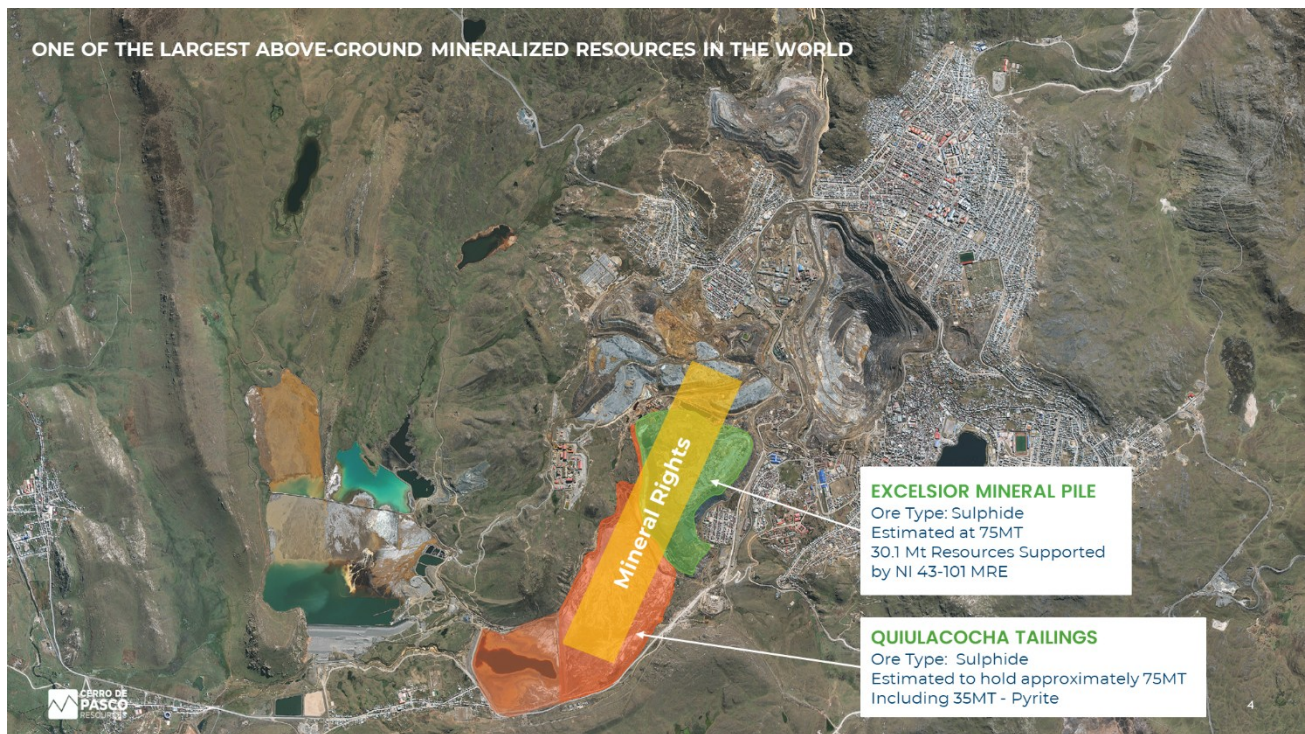 ONE OF THE LARGEST ABOVE-GROUND MINERALIZED RESOURCES IN THE WORLD
Mineral Rights
EXCELSIOR MINERAL PILE
Ore Type: Sulphide
Estimated at 75MT
30.1 Mt Resources Supported
by NI 43-101 MRE
QUIULACOCHA TAILINGS
Ore Type: Sulphide
Estimated to hold approximately 75MT
Including 35MT - Pyrite
CERRO DE
PASCO
RESOURCES
4